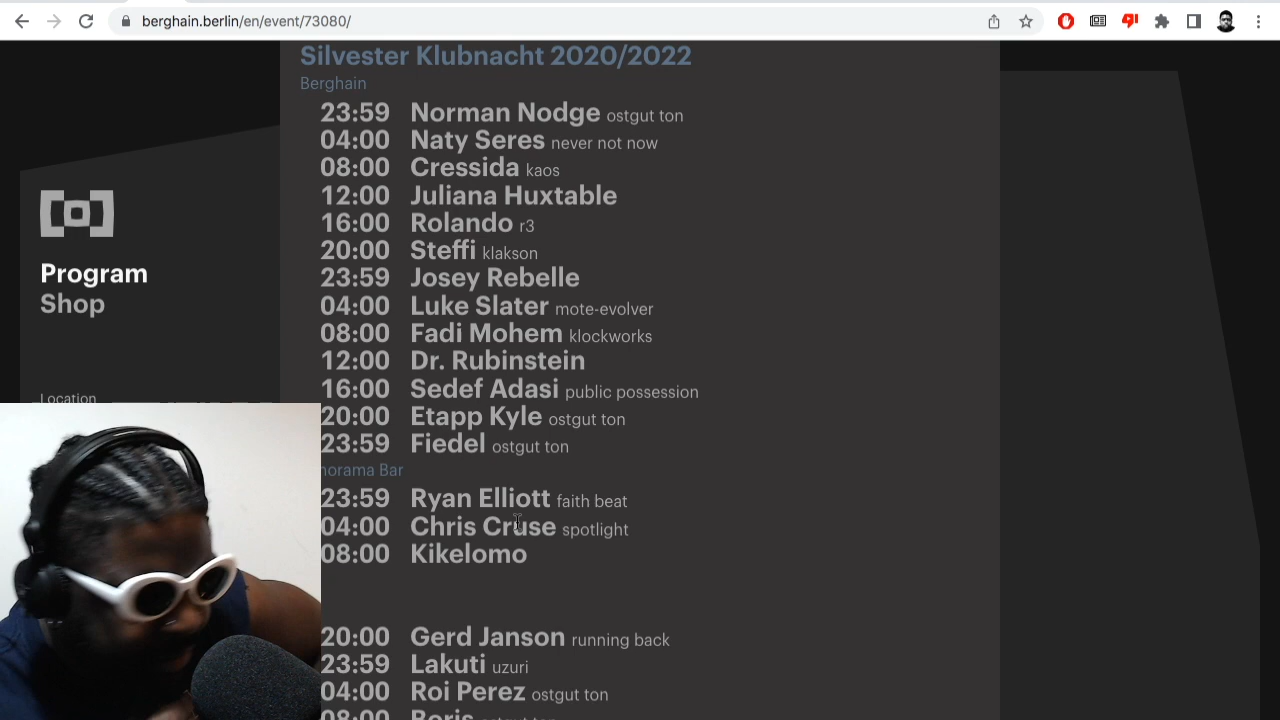 berghain.berlin/en/event/73080/
Silvester Klubnacht 2020/2022
Berghain
23:59 Norman Nodge ostgut ton
04:00 Naty Seres never not now
08:00 Cressida kaos
12:00 Juliana Huxtable
16:00 Rolando r3
20:00 Steffi klakson
23:59 Josey Rebelle
04:00 Luke Slater mote-evolver
08:00 Fadi Mohem klockworks
12:00 Dr. Rubinstein
16:00 Sedef Adasi public possession
20:00 Etapp Kyle ostgut ton
23:59 Fiedel ostgut ton
norama Bar
23:59 Ryan Elliott faith beat
04:00 Chris Cruse spotlight
08:00 Kikelomo
20:00 Gerd Janson running back
23:59 Lakuti uzuri
04:00 Roi Perez ostgut ton
08:00 Boris ostgut ton
Program
Shop
Location